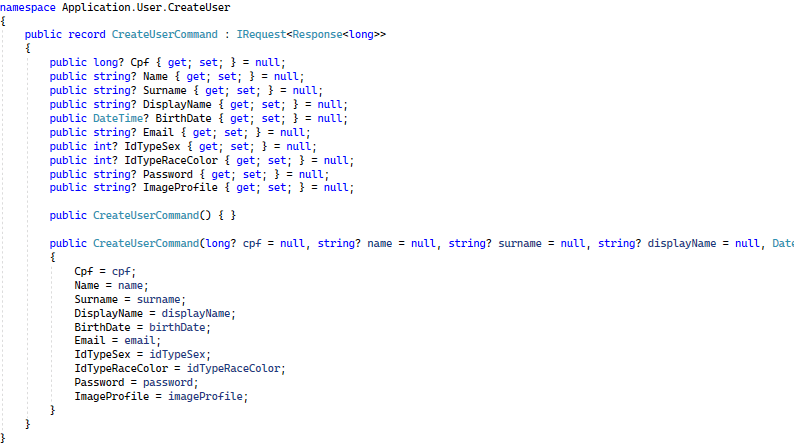 namespace Application.User.CreateUser
{
    public record CreateUserCommand : IRequest<Response<long>>
    {
        public long? Cpf { get; set; } = null;
        public string? Name { get; set; } = null;
        public string? Surname { get; set; } = null;
        public string? DisplayName { get; set; } = null;
        public DateTime? BirthDate { get; set; } = null;
        public string? Email { get; set; } = null;
        public int? IdTypeSex { get; set; } = null;
        public int? IdTypeRaceColor { get; set; } = null;
        public string? Password { get; set; } = null;
        public string? ImageProfile { get; set; } = null;

        public CreateUserCommand() { }

        public CreateUserCommand(long? cpf = null, string? name = null, string? surname = null, string? displayName = null, Date
        {
            Cpf = cpf;
            Name = name;
            Surname = surname;
            DisplayName = displayName;
            BirthDate = birthDate;
            Email = email;
            IdTypeSex = idTypeSex;
            IdTypeRaceColor = idTypeRaceColor;
            Password = password;
            ImageProfile = imageProfile;
        }
    }
}